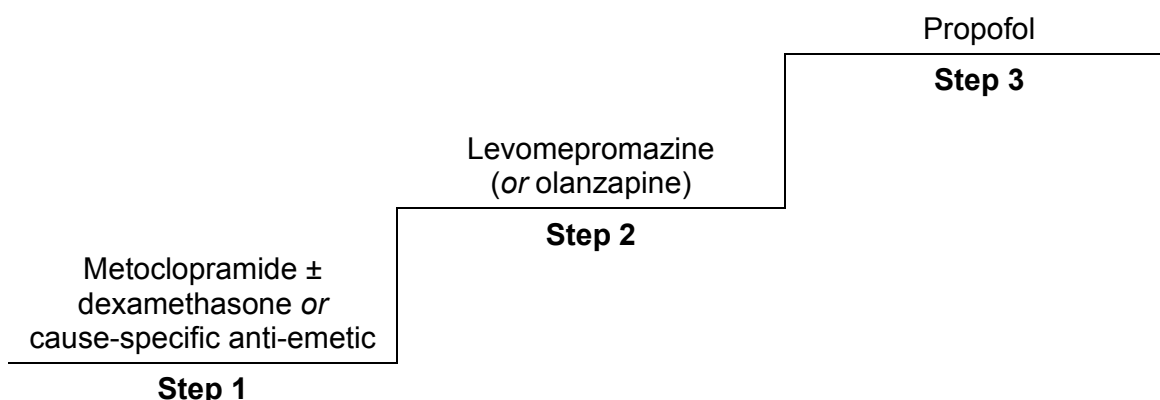 Propofol
Step 3
Levomepromazine
(or olanzapine)
Step 2
Metoclopramide ±
dexamethasone or
cause-specific anti-emetic
Step 1